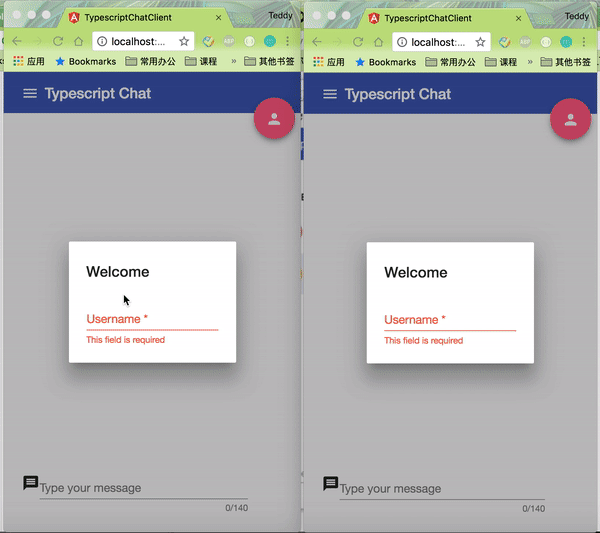 TypescriptChatClient
Teddy
localhost:...
ABP
应用
Bookmarks
常用办公
课程
»
其他书签
Typescript Chat
Welcome
Username *
This field is required
Type your message
0/140
TypescriptChatClient
Teddy
localhost:...
ABP
应用
Bookmarks
常用办公
课程
»
其他书签
Typescript Chat
Welcome
Username *
This field is required
Type your message
0/140